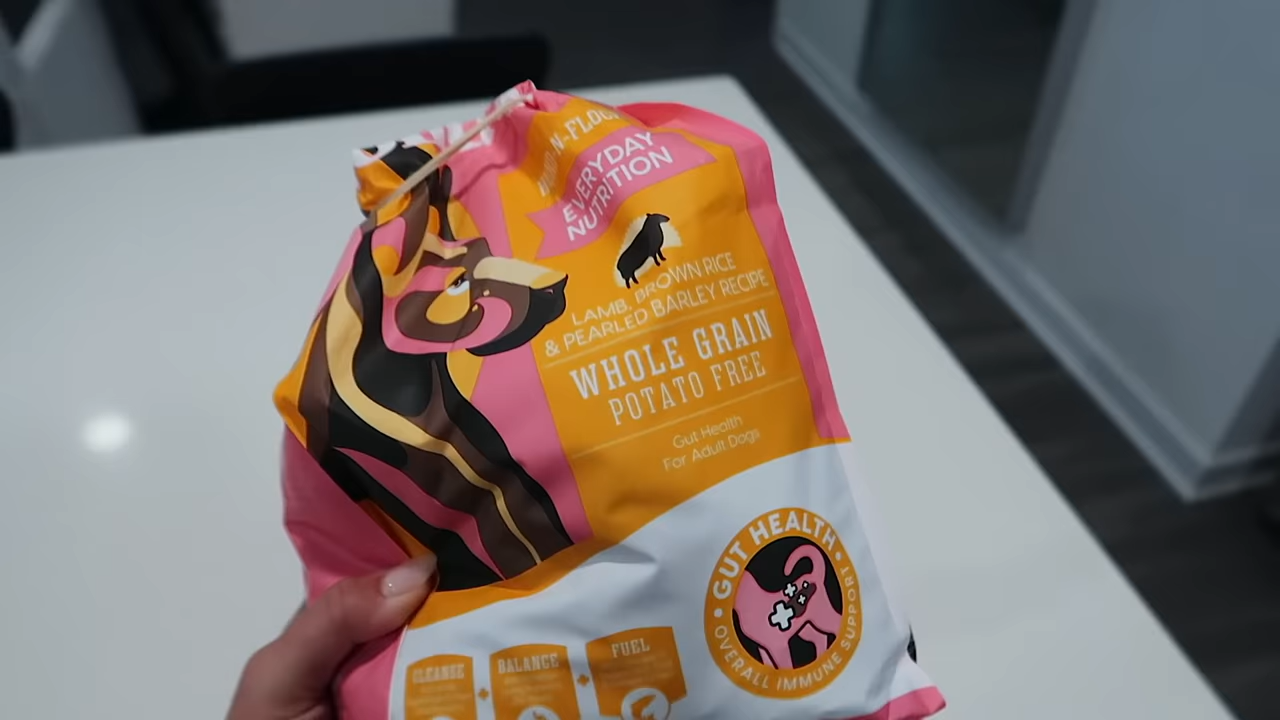 EVERYDAY
NUTRITION
LAMB, BROWN RICE
& PEARLED BARLEY RECIPE
WHOLE GRAIN
POTATO FREE
Gut Health
For Adult Dogs
GUT HEALTH
OVERALL IMMUNE SUPPORT
CLEANSE + BALANCE + FUEL